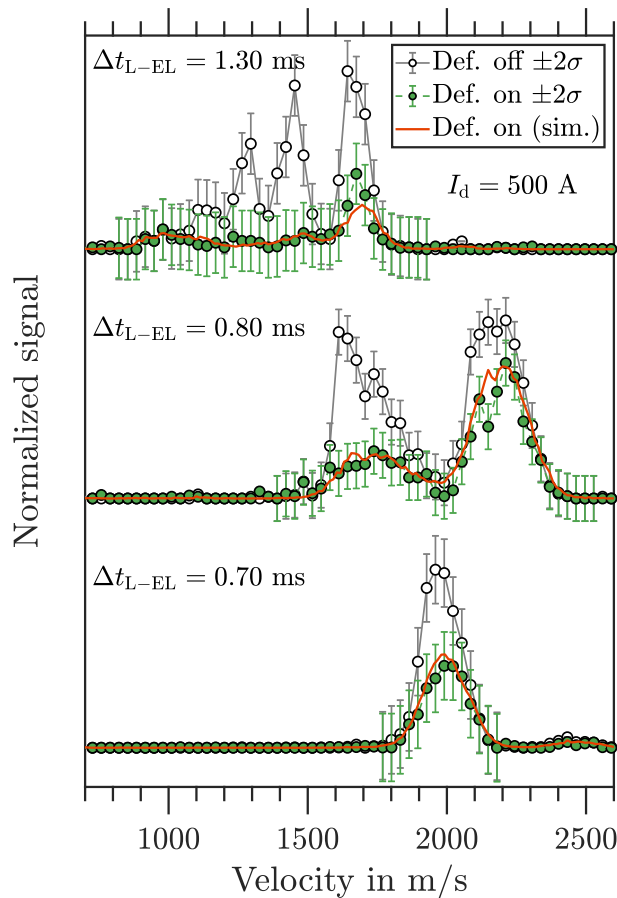 Δt_L−EL = 1.30 ms
Def. off ±2σ
Def. on ±2σ
Def. on (sim.)
I_d = 500 A
Δt_L−EL = 0.80 ms
Δt_L−EL = 0.70 ms
Normalized signal
1000 1500 2000 2500
Velocity in m/s